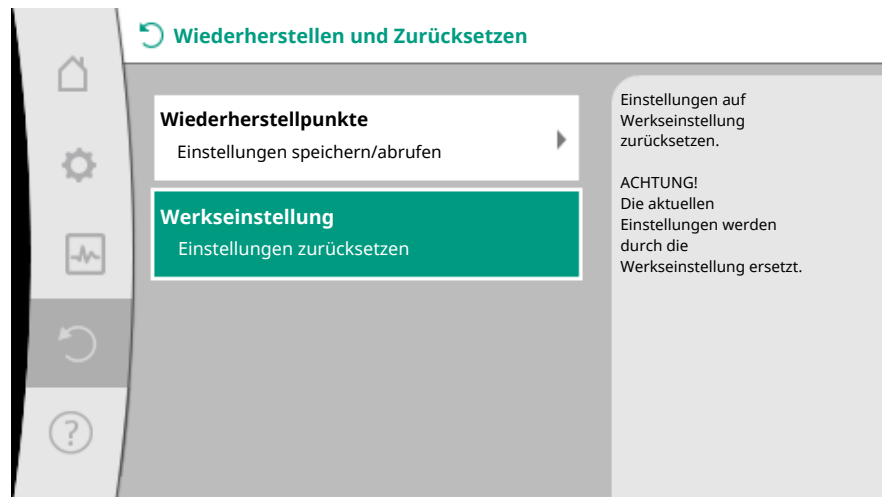 Wiederherstellen und Zurücksetzen
Wiederherstellpunkte
Einstellungen speichern/abrufen
Werkseinstellung
Einstellungen zurücksetzen
Einstellungen auf
Werkseinstellung
zurücksetzen.
ACHTUNG!
Die aktuellen
Einstellungen werden
durch die
Werkseinstellung ersetzt.
?